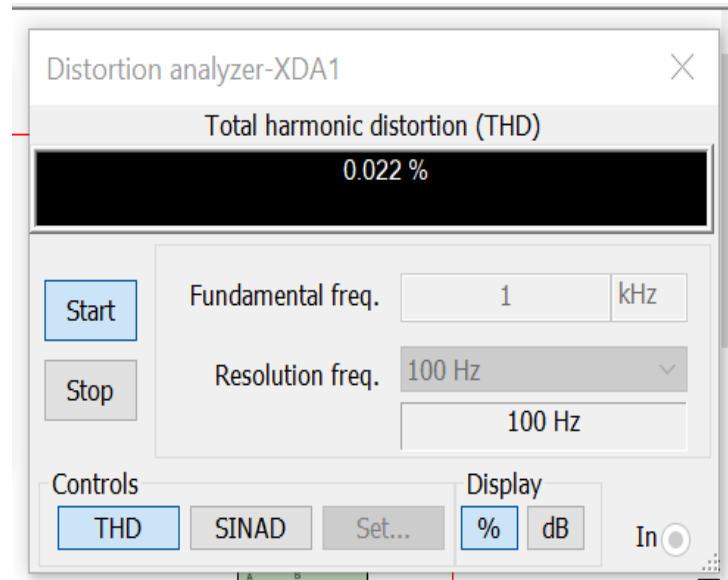 Distortion analyzer-XDA1
Total harmonic distortion (THD)
0.022 %
Start
Fundamental freq. 1 kHz
Resolution freq. 100 Hz
Stop
100 Hz
Controls Display
THD SINAD Set... % dB In
A B